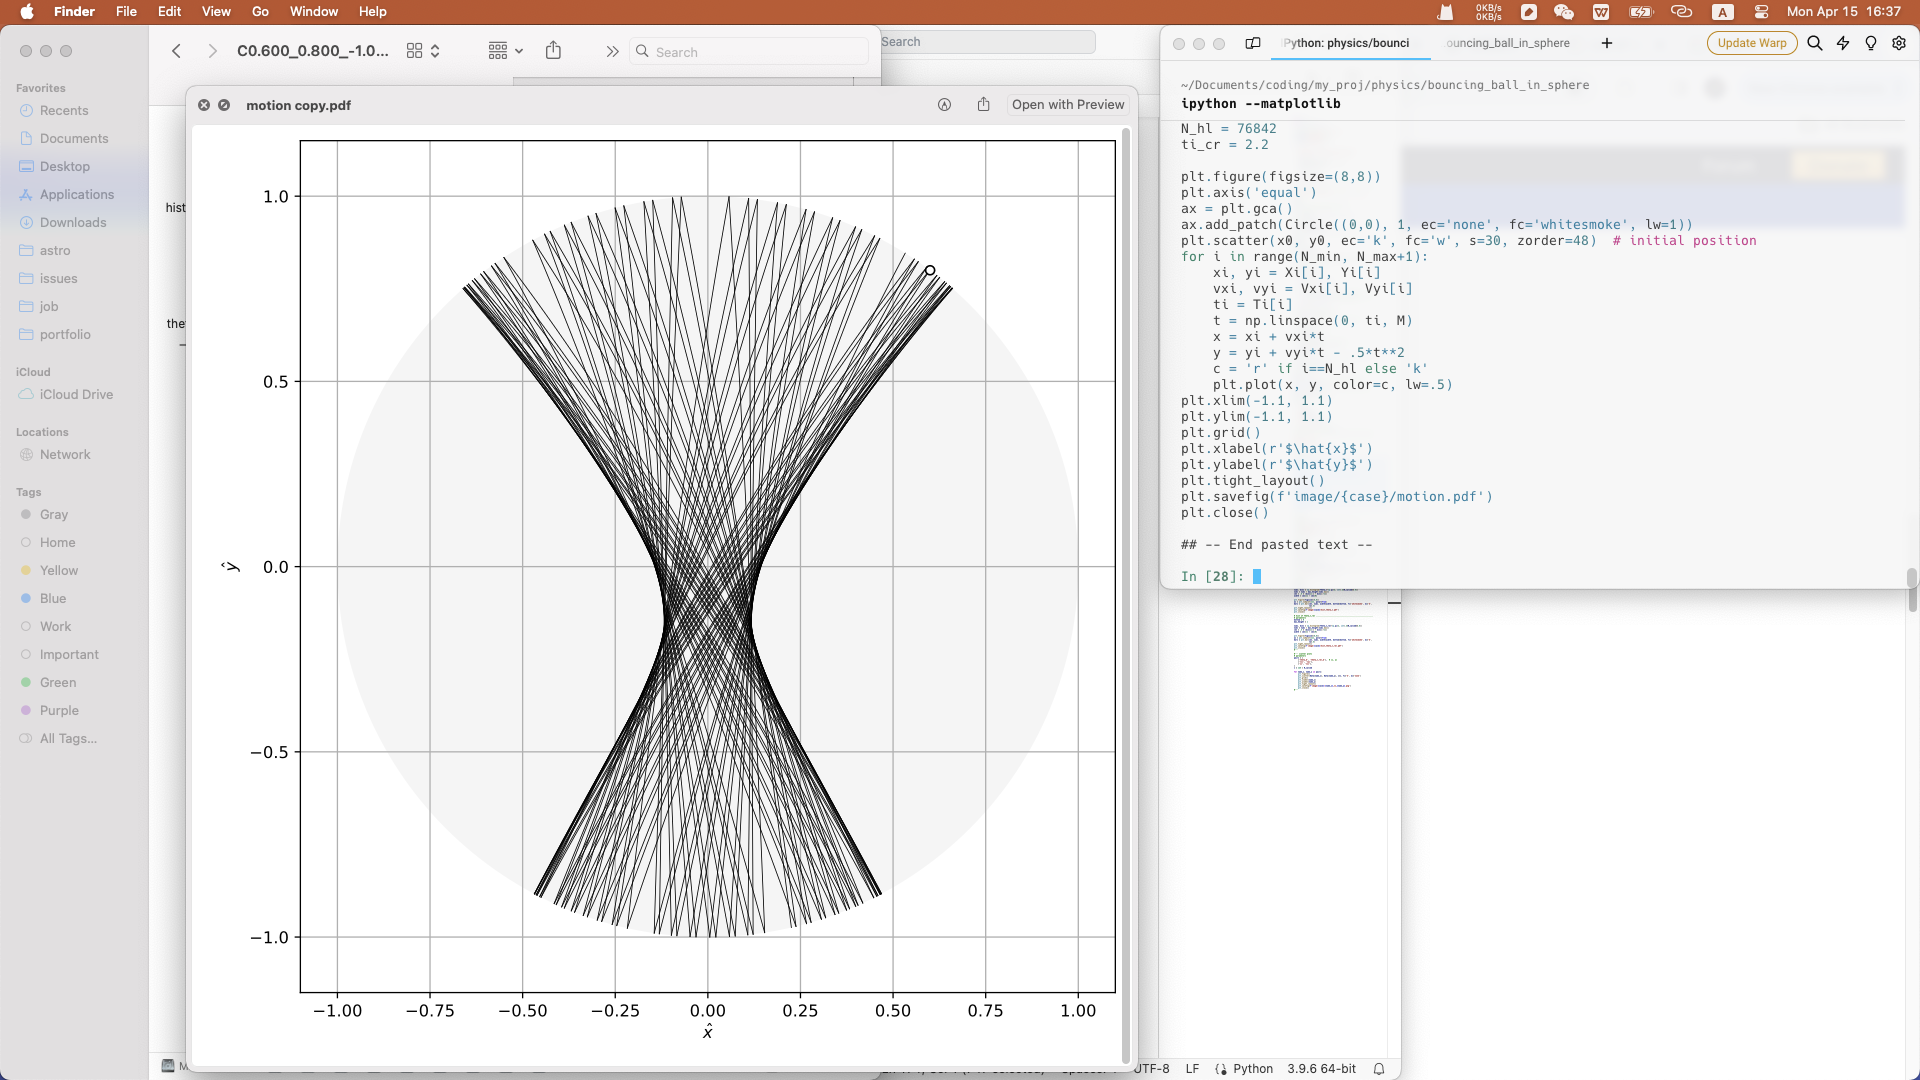 Finder File Edit View Go Window Help
0KB/s
0KB/s
A
Mon Apr 15 16:37
Favorites
Recents
Documents
Desktop
Applications
Downloads
astro
issues
job
portfolio
iCloud
iCloud Drive
Locations
Network
Tags
Gray
Home
Yellow
Blue
Work
Important
Green
Purple
All Tags...
C0.600_0.800_-1.0...
Search
Search
hist
the
motion copy.pdf
Open with Preview
1.0
0.5
0.0
−0.5
−1.0
ŷ
−1.00 −0.75 −0.50 −0.25 0.00 0.25 0.50 0.75 1.00
x̂
Python: physics/bounci
ouncing_ball_in_sphere
Update Warp
~/Documents/coding/my_proj/physics/bouncing_ball_in_sphere
ipython --matplotlib
N_hl = 76842
ti_cr = 2.2
plt.figure(figsize=(8,8))
plt.axis('equal')
ax = plt.gca()
ax.add_patch(Circle((0,0), 1, ec='none', fc='whitesmoke', lw=1))
plt.scatter(x0, y0, ec='k', fc='w', s=30, zorder=48)  # initial position
for i in range(N_min, N_max+1):
    xi, yi = Xi[i], Yi[i]
    vxi, vyi = Vxi[i], Vyi[i]
    ti = Ti[i]
    t = np.linspace(0, ti, M)
    x = xi + vxi*t
    y = yi + vyi*t - .5*t**2
    c = 'r' if i==N_hl else 'k'
    plt.plot(x, y, color=c, lw=.5)
plt.xlim(-1.1, 1.1)
plt.ylim(-1.1, 1.1)
plt.grid()
plt.xlabel(r'$\hat{x}$')
plt.ylabel(r'$\hat{y}$')
plt.tight_layout()
plt.savefig(f'image/{case}/motion.pdf')
plt.close()
## -- End pasted text --
In [28]:
UTF-8 LF Python 3.9.6 64-bit